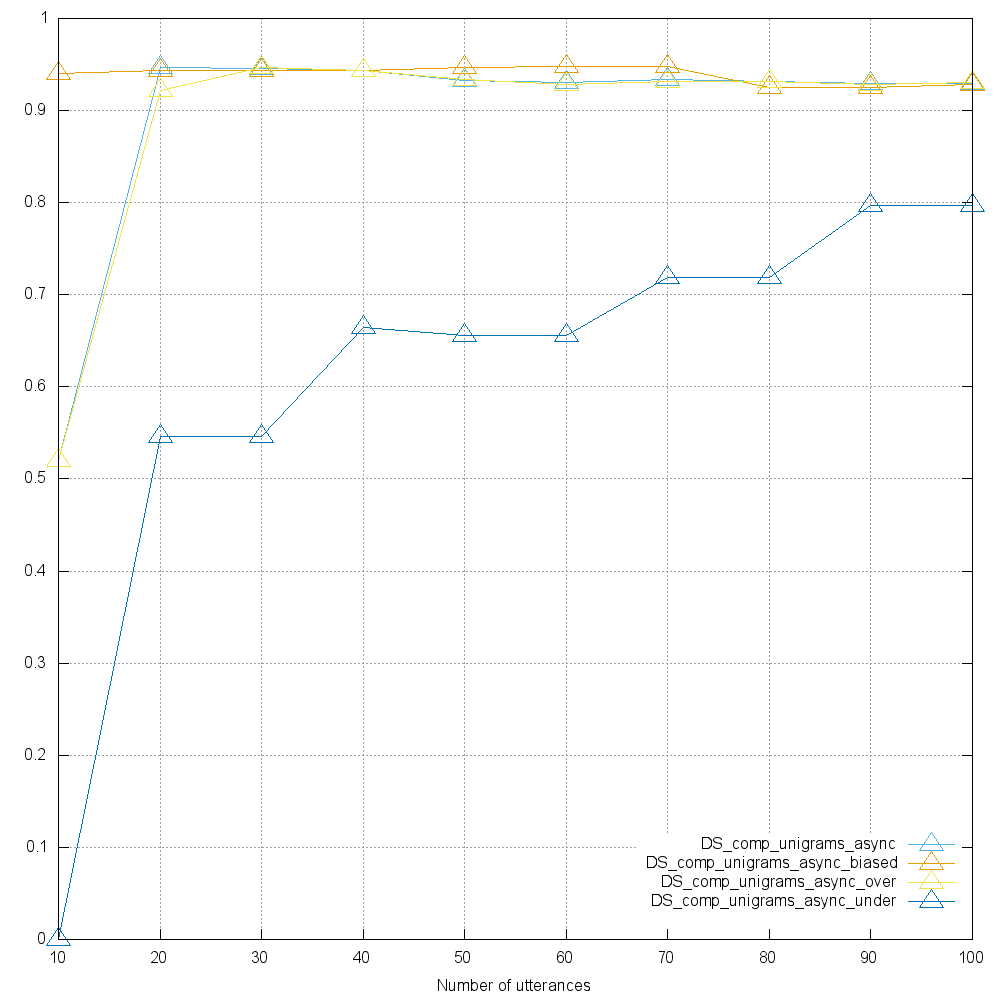 1
0.9
0.8
0.7
0.6
0.5
0.4
0.3
0.2
0.1
0
DS_comp_unigrams_async
DS_comp_unigrams_async_biased
DS_comp_unigrams_async_over
DS_comp_unigrams_async_under
10 20 30 40 50 60 70 80 90 100
Number of utterances